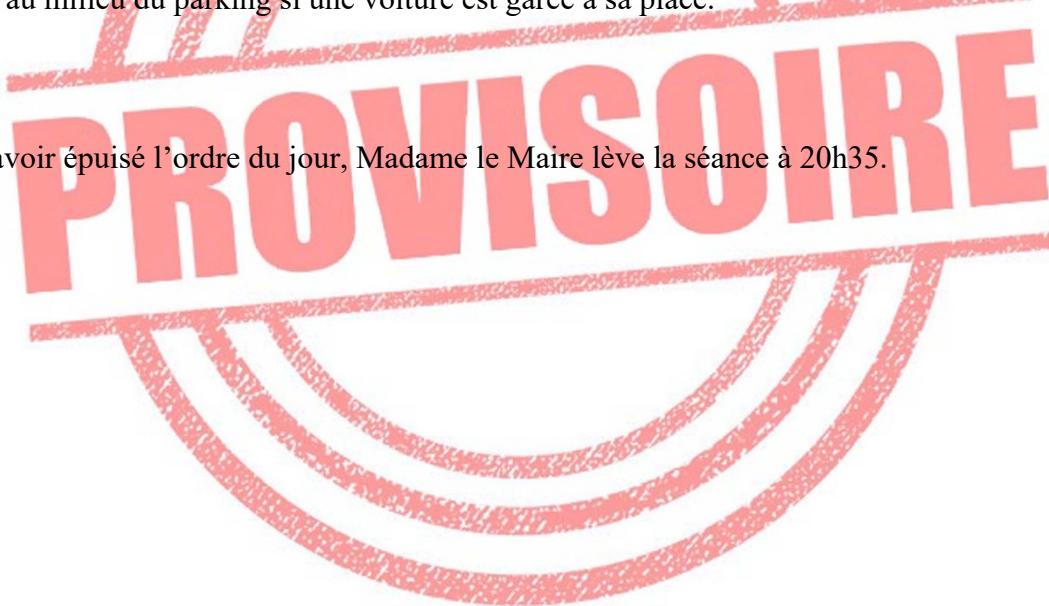 au milieu du parking si une voiture est garée à sa place.
avoir épuisé l’ordre du jour, Madame le Maire lève la séance à 20h35.
PROVISOIRE